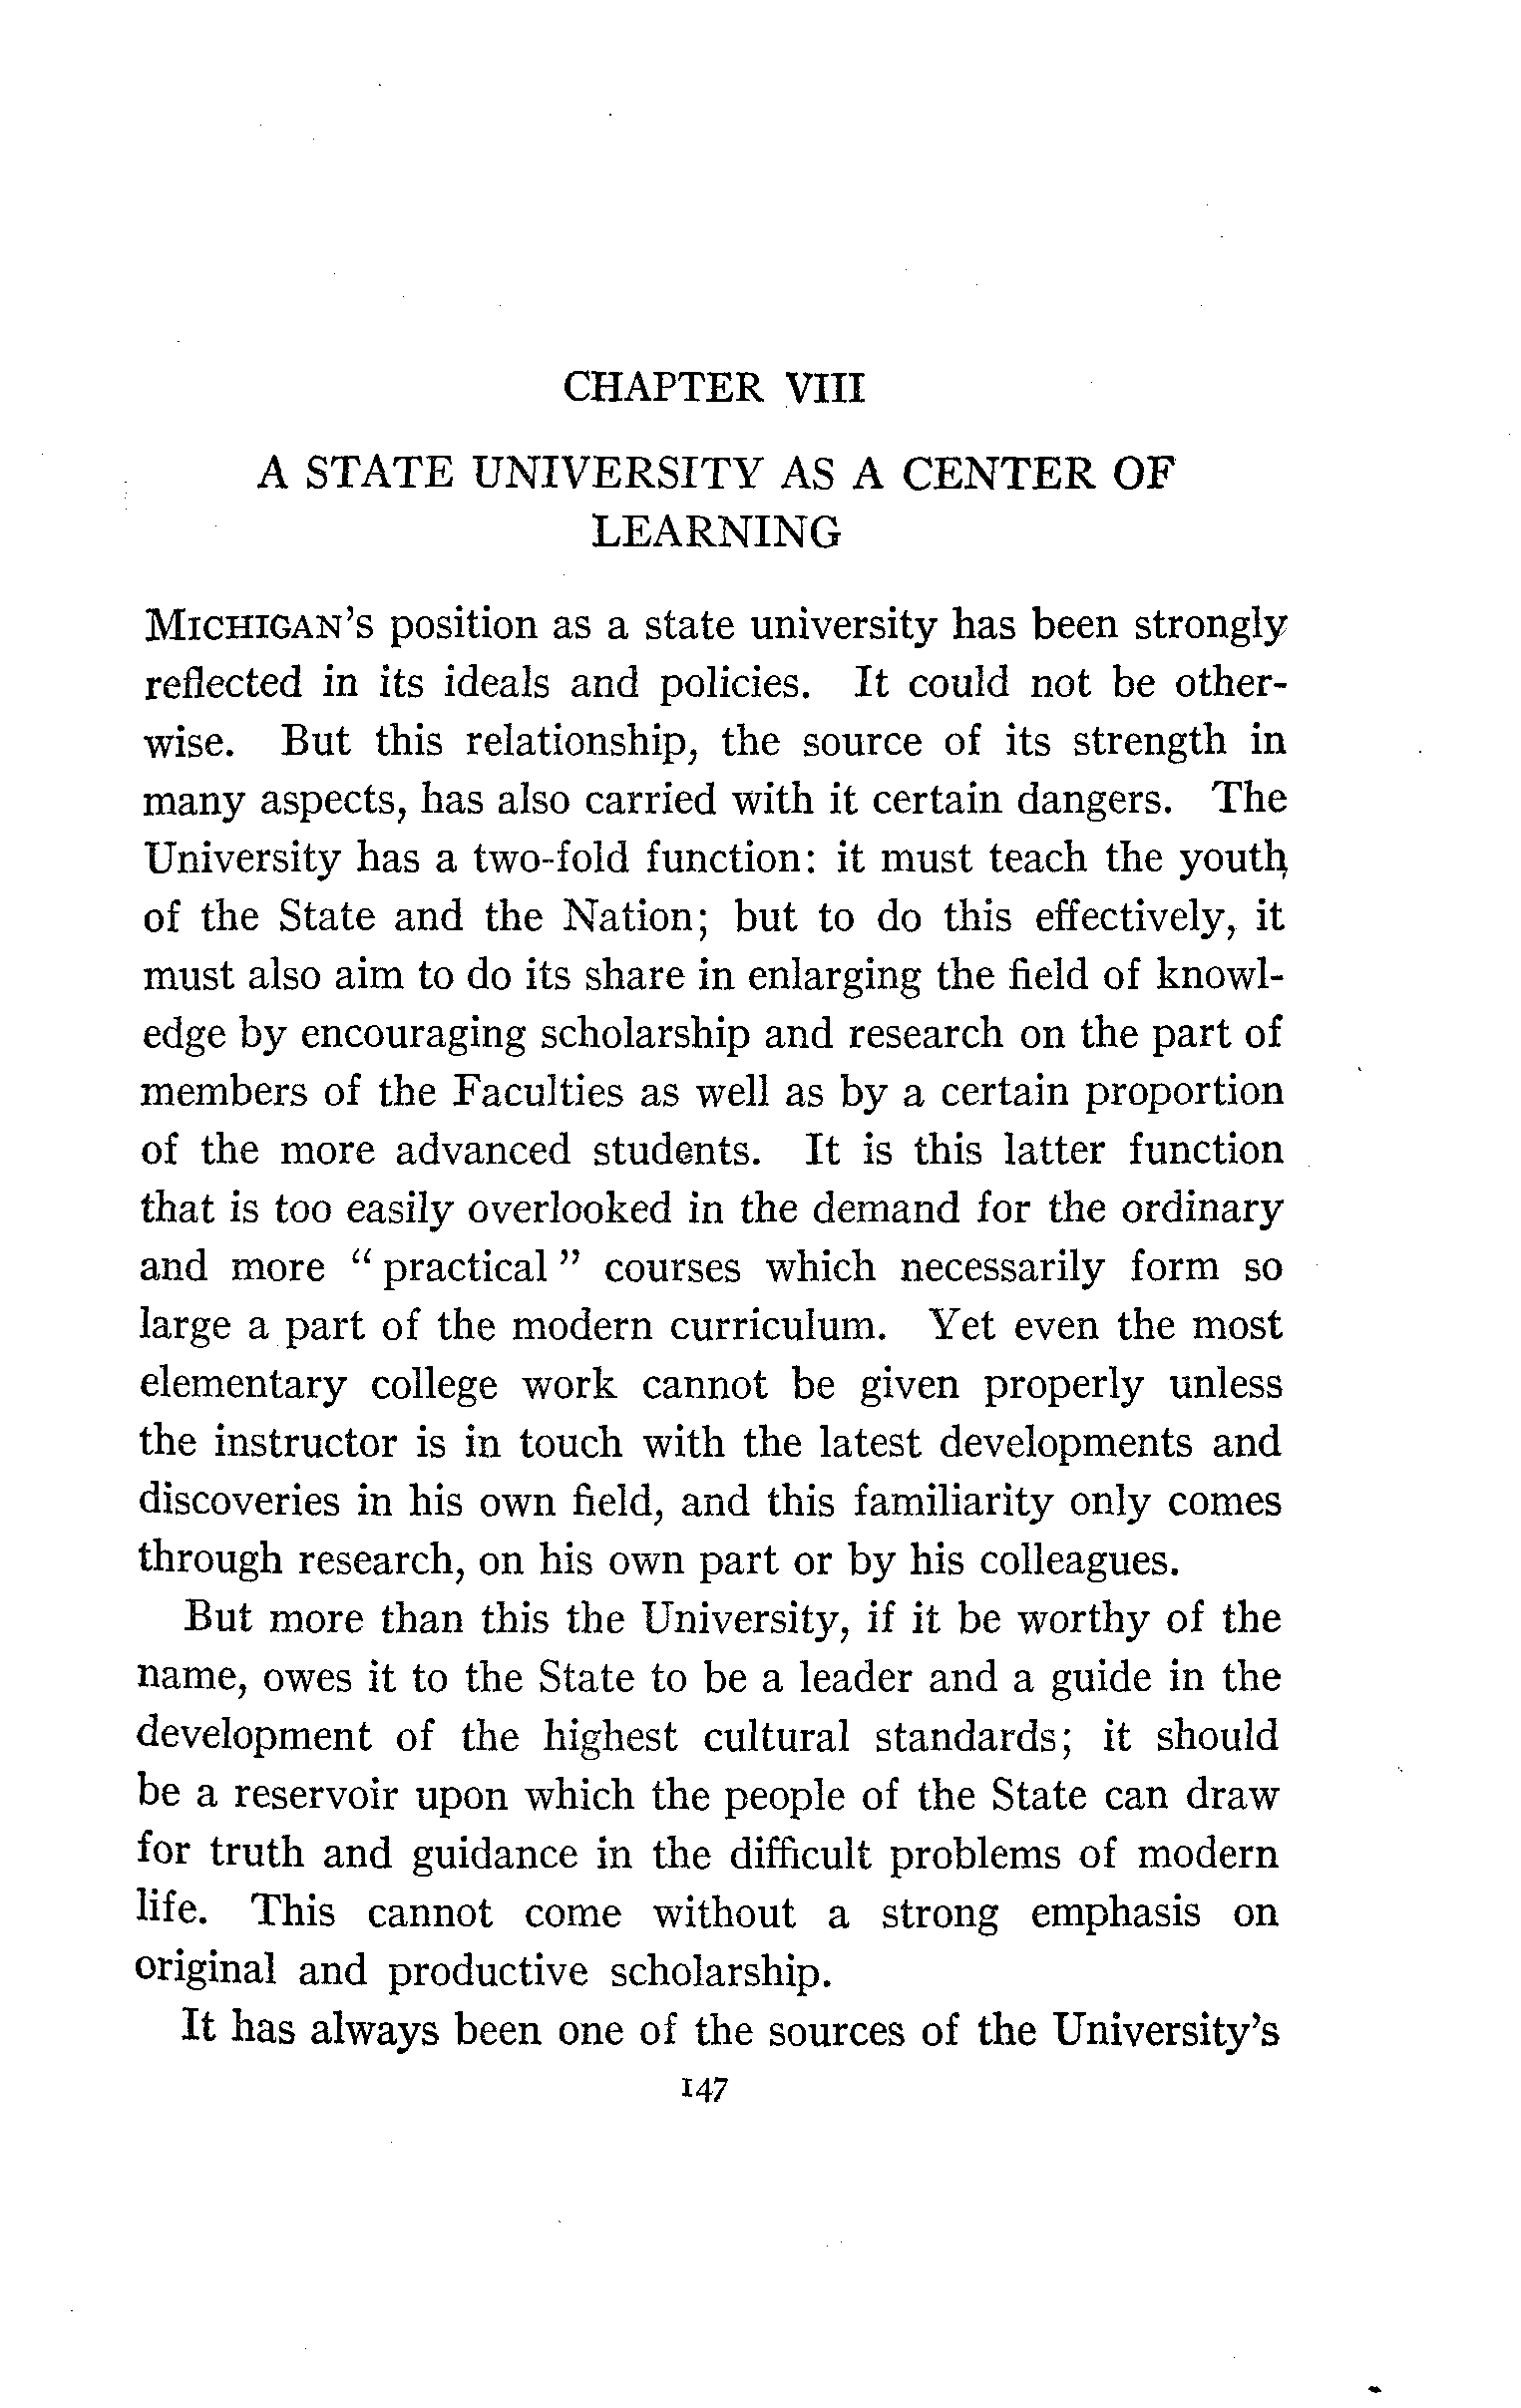 CHAPTER VIII
A STATE UNIVERSITY AS A CENTER OF
LEARNING
MICHIGAN'S position as a state university has been strongly
reflected in its ideals and policies. It could not be other-
wise. But this relationship, the source of its strength in
many aspects, has also carried with it certain dangers. The
University has a two-fold function: it must teach the youth
of the State and the Nation; but to do this effectively, it
must also aim to do its share in enlarging the field of knowl-
edge by encouraging scholarship and research on the part of
members of the Faculties as well as by a certain proportion
of the more advanced students. It is this latter function
that is too easily overlooked in the demand for the ordinary
and more " practical " courses which necessarily form so
large a part of the modern curriculum. Yet even the most
elementary college work cannot be given properly unless
the instructor is in touch with the latest developments and
discoveries in his own field, and this familiarity only comes
through research, on his own part or by his colleagues.
But more than this the University, if it be worthy of the
name, owes it to the State to be a leader and a guide in the
development of the highest cultural standards; it should
be a reservoir upon which the people of the State can draw
for truth and guidance in the difficult problems of modern
life. This cannot come without a strong emphasis on
original and productive scholarship.
It has always been one of the sources of the University's
147